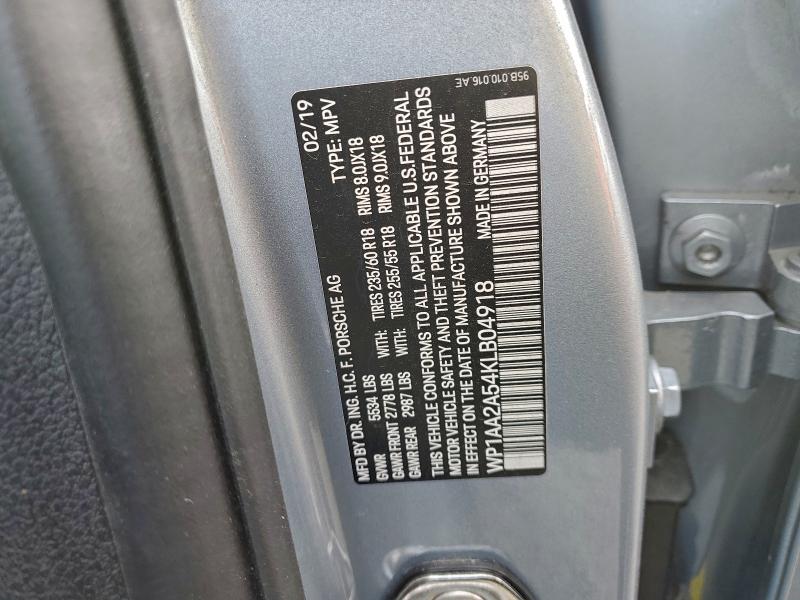 02/19
TYPE: MPV
MFD BY DR. ING. H.C. F. PORSCHE AG
GVWR 5634 LBS WITH: TIRES 235/60 R18 RIMS 8.0JX18
GAWR FRONT 2778 LBS WITH: TIRES 255/55 R18 RIMS 9.0JX18
GAWR REAR 2987 LBS
THIS VEHICLE CONFORMS TO ALL APPLICABLE U.S. FEDERAL
MOTOR VEHICLE SAFETY AND THEFT PREVENTION STANDARDS
IN EFFECT ON THE DATE OF MANUFACTURE SHOWN ABOVE
WP1AA2A54KLB04918 MADE IN GERMANY
95B.010.016.AE